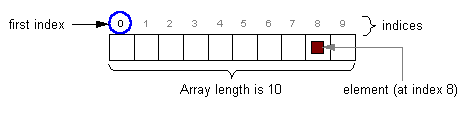 first index
0 1 2 3 4 5 6 7 8 9
indices
Array length is 10
element (at index 8)